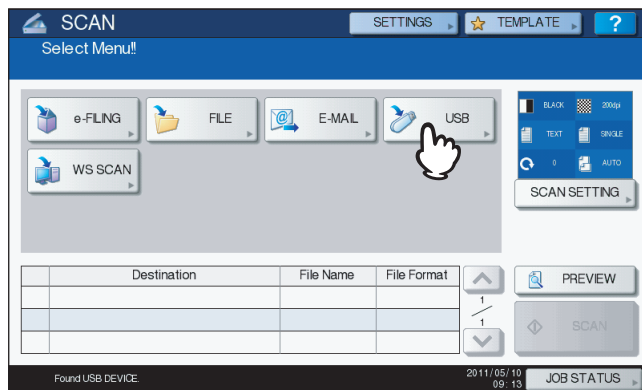 SCAN
SETTINGS
TEMPLATE
?
Select Menu!!
e-FILING
FILE
E-MAIL
USB
WS SCAN
BLACK
200dpi
TEXT
SINGLE
0
AUTO
SCAN SETTING
Destination
File Name
File Format
1
1
PREVIEW
SCAN
Found USB DEVICE.
2011/05/10
09:13
JOB STATUS